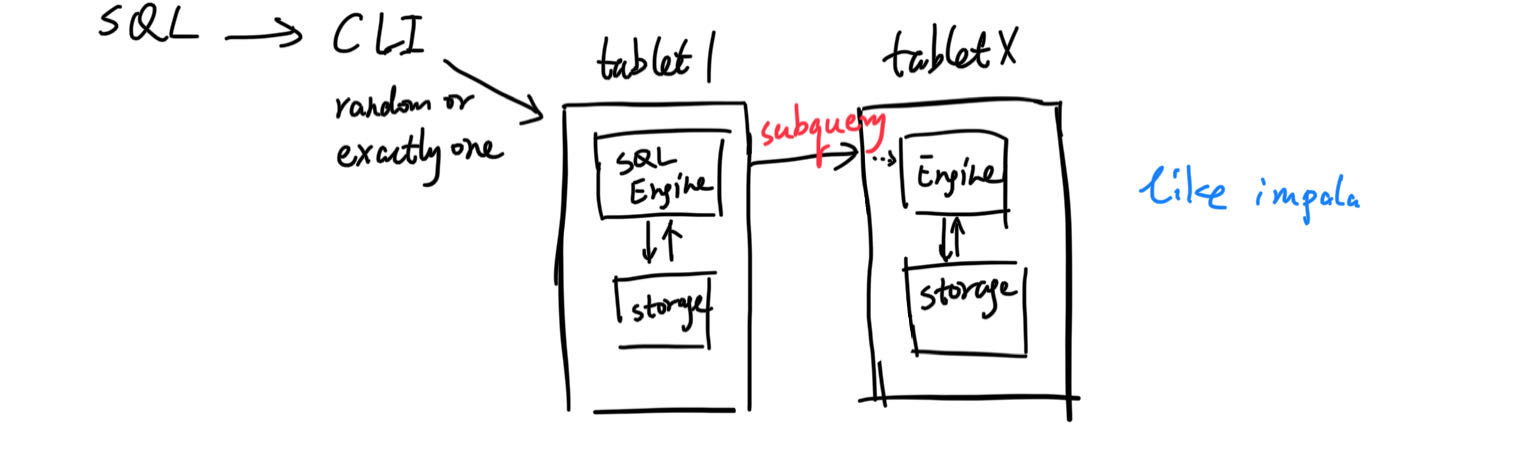 SQL → CLI
random or
exactly one
tablet 1
SQL
Engine
storage
subquery
tablet X
Engine
storage
like impala